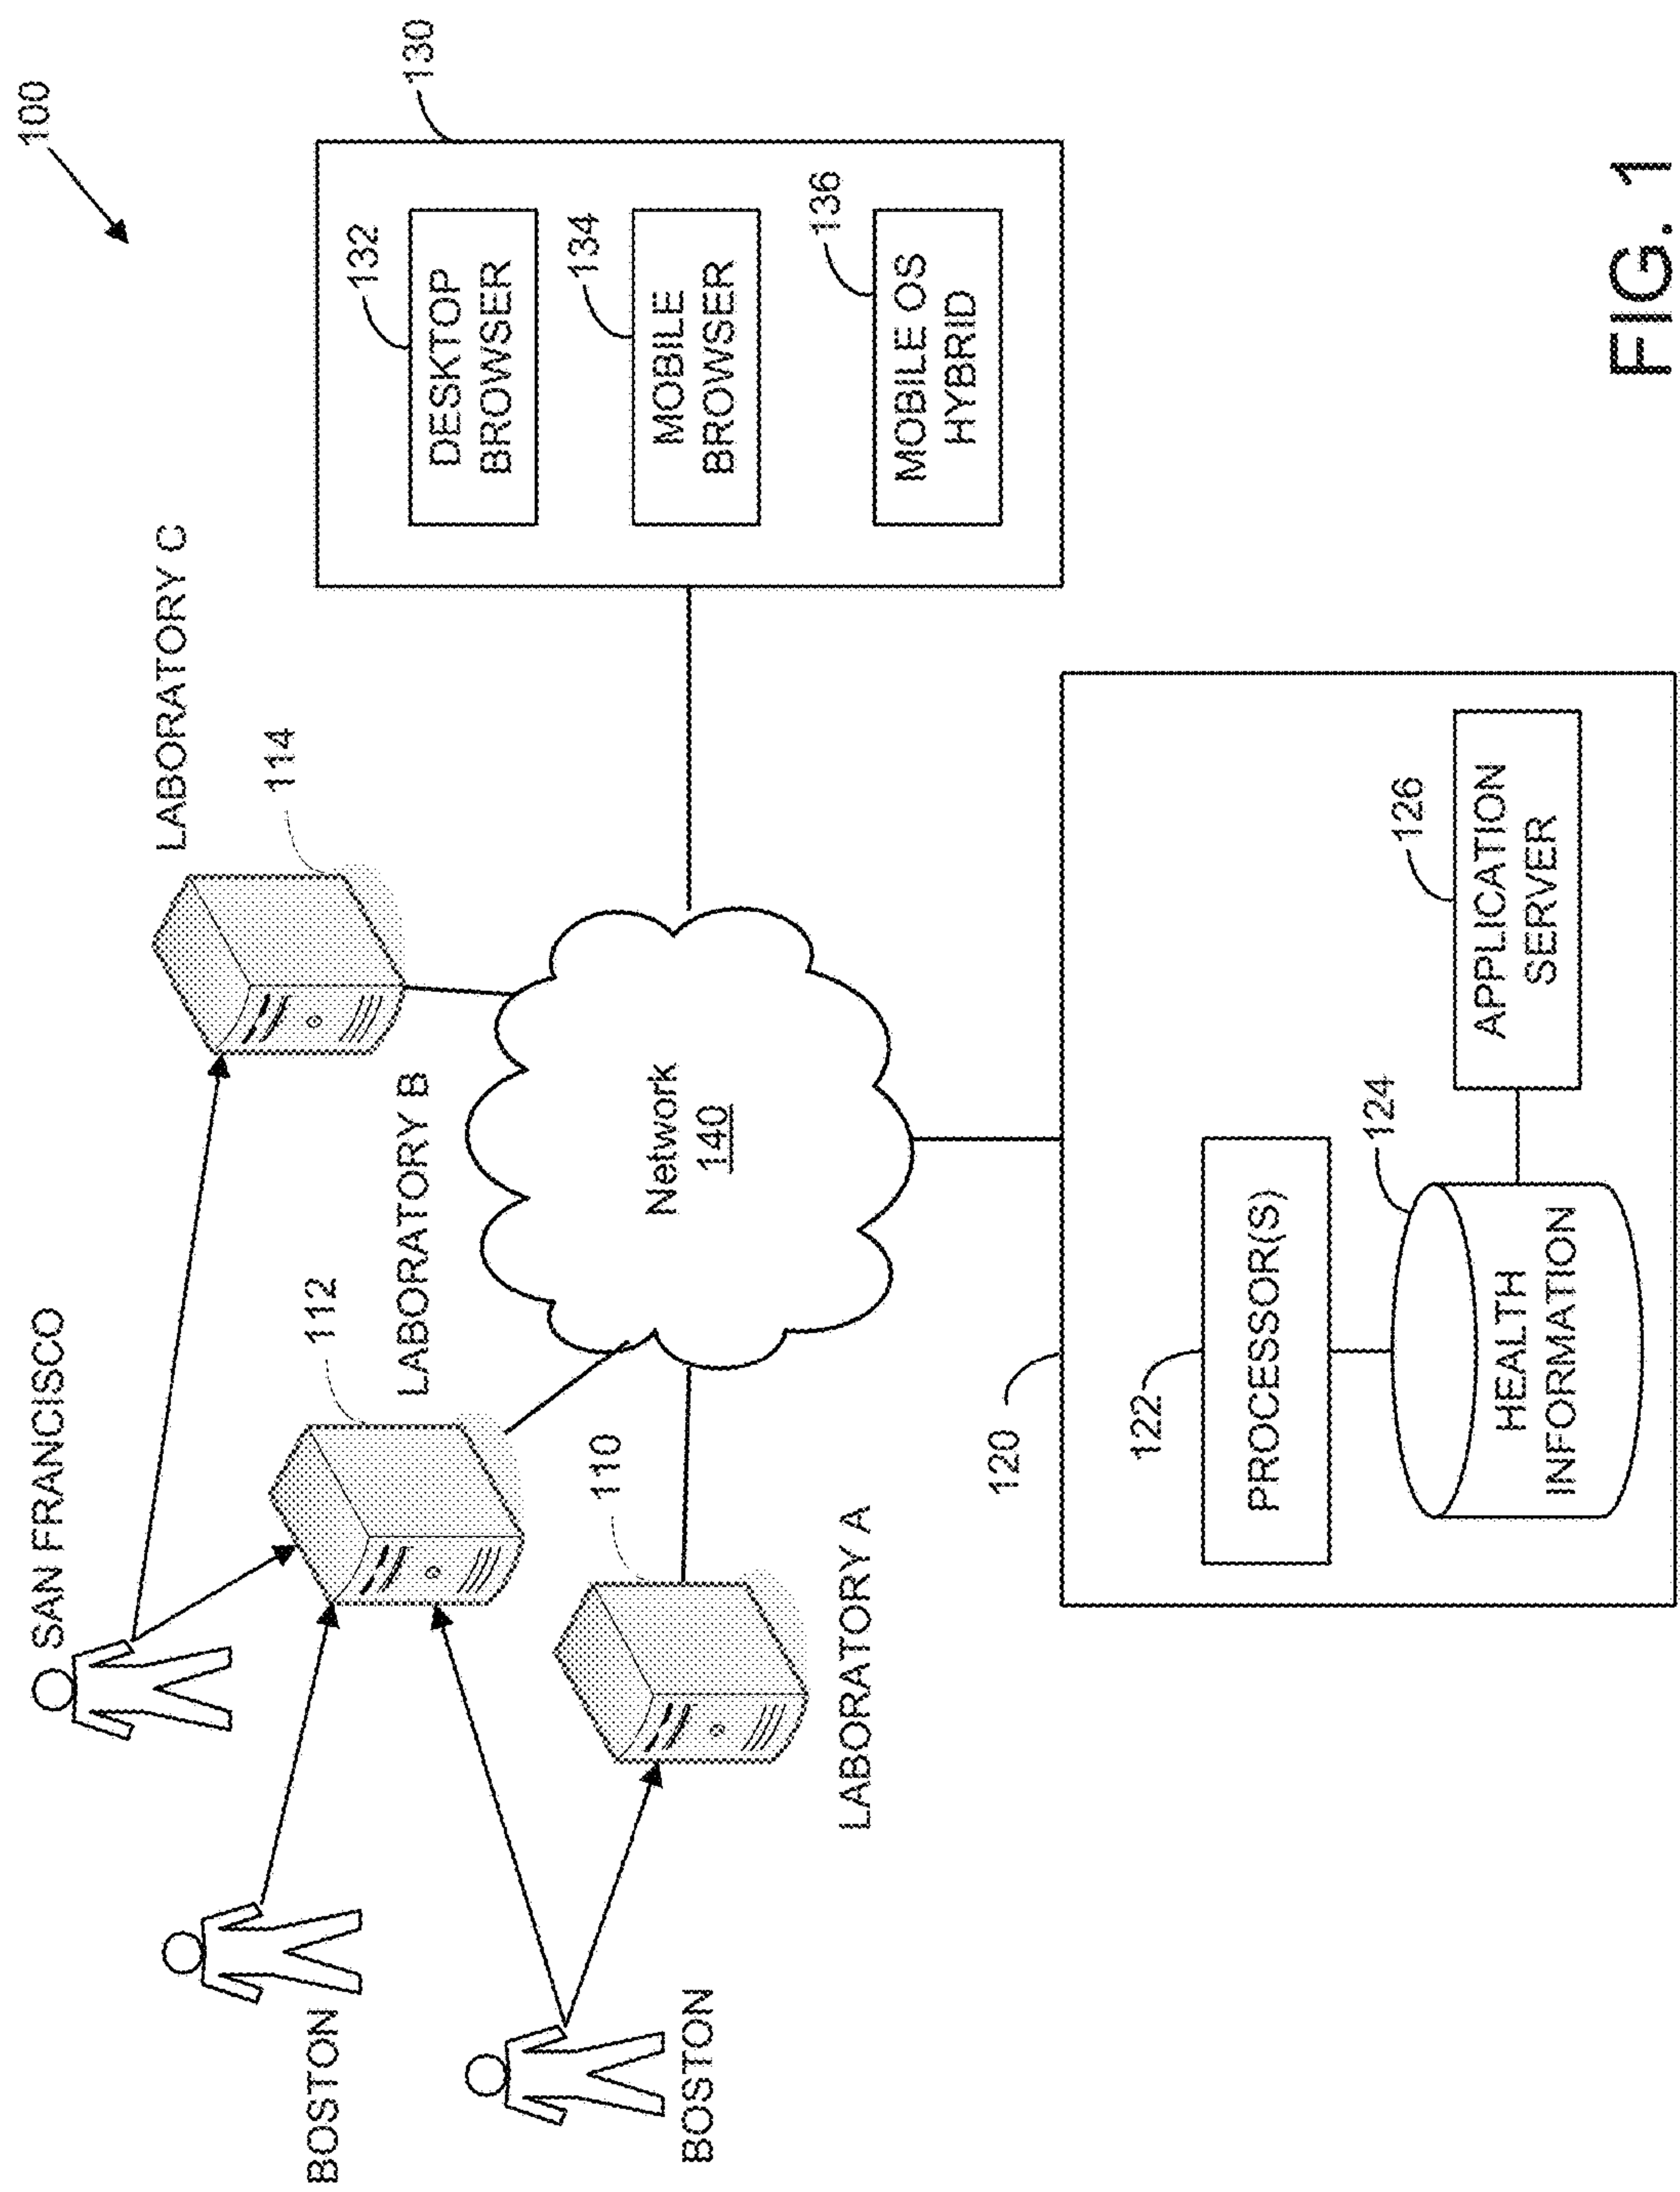 100
SAN FRANCISCO
LABORATORY C
114
BOSTON
112
LABORATORY B
130
132
DESKTOP
BROWSER
134
MOBILE
BROWSER
136
MOBILE OS
HYBRID
Network
140
110
BOSTON
LABORATORY A
120
122
PROCESSOR(S)
124
HEALTH
INFORMATION
126
APPLICATION
SERVER
FIG. 1